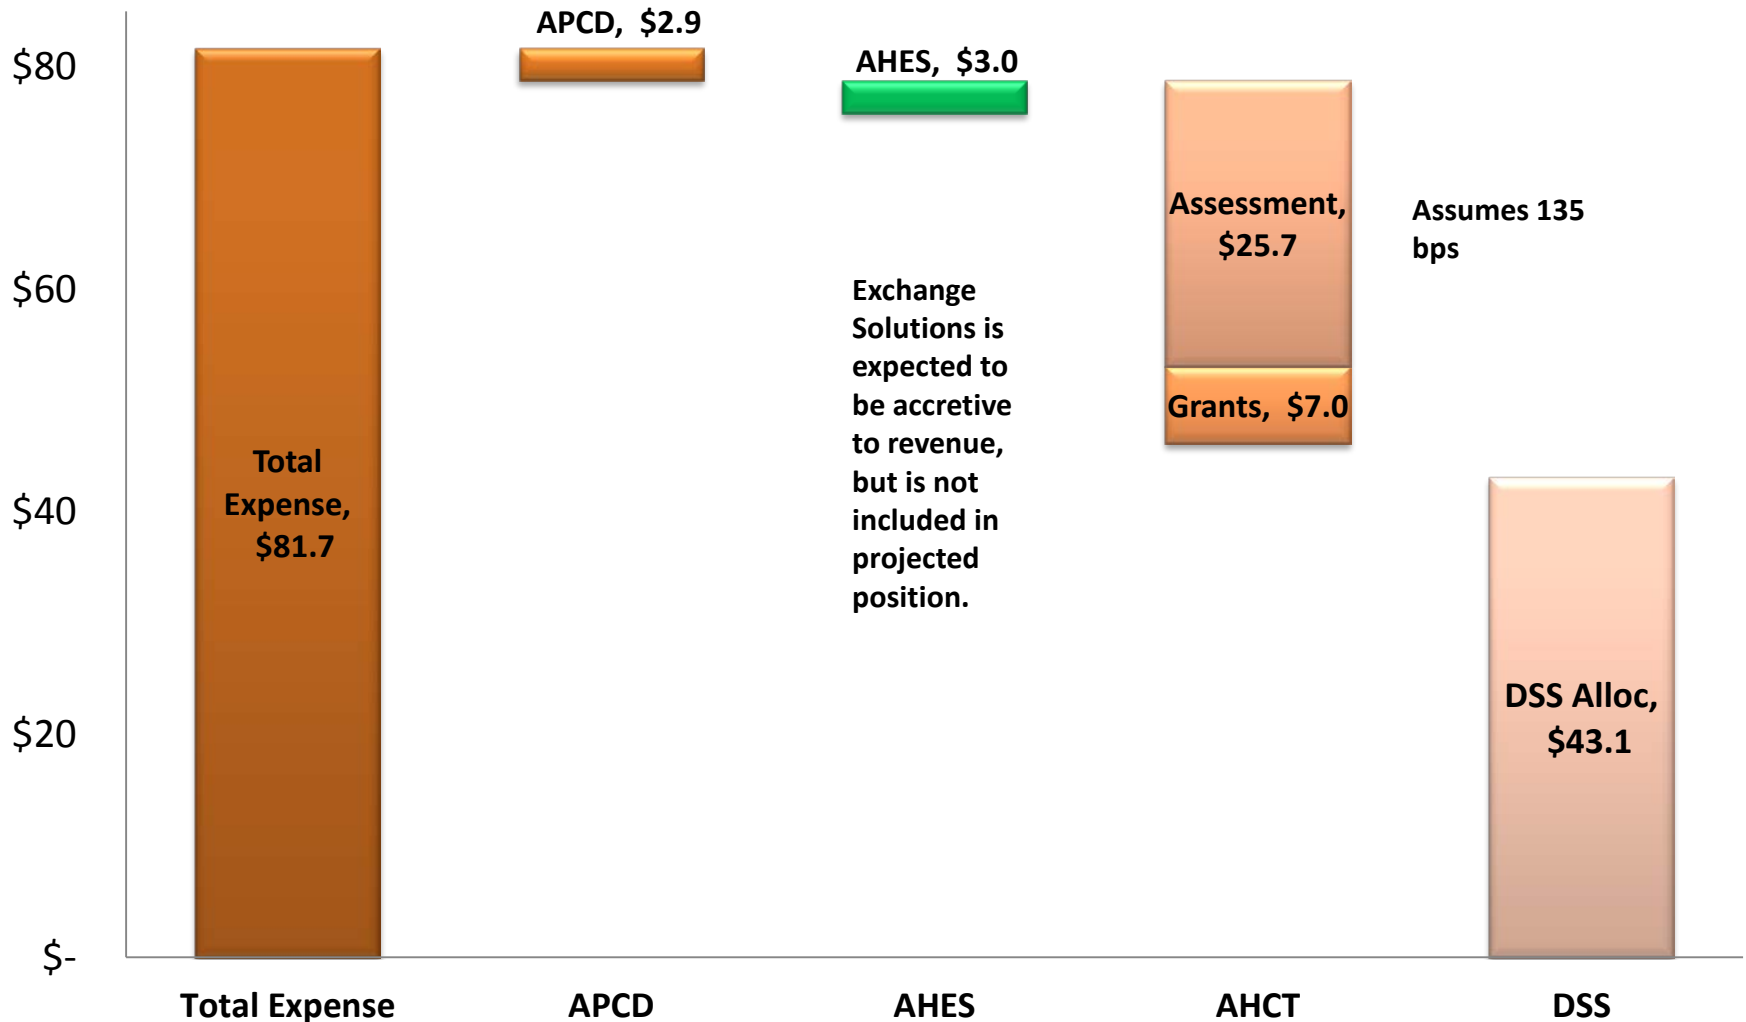 $80
$60
$40
$20
$-
APCD, $2.9
AHES, $3.0
Assessment,
$25.7
Grants, $7.0
Assumes 135
bps
Exchange
Solutions is
expected to
be accretive
to revenue,
but is not
included in
projected
position.
Total
Expense,
$81.7
DSS Alloc,
$43.1
Total Expense
APCD
AHES
AHCT
DSS